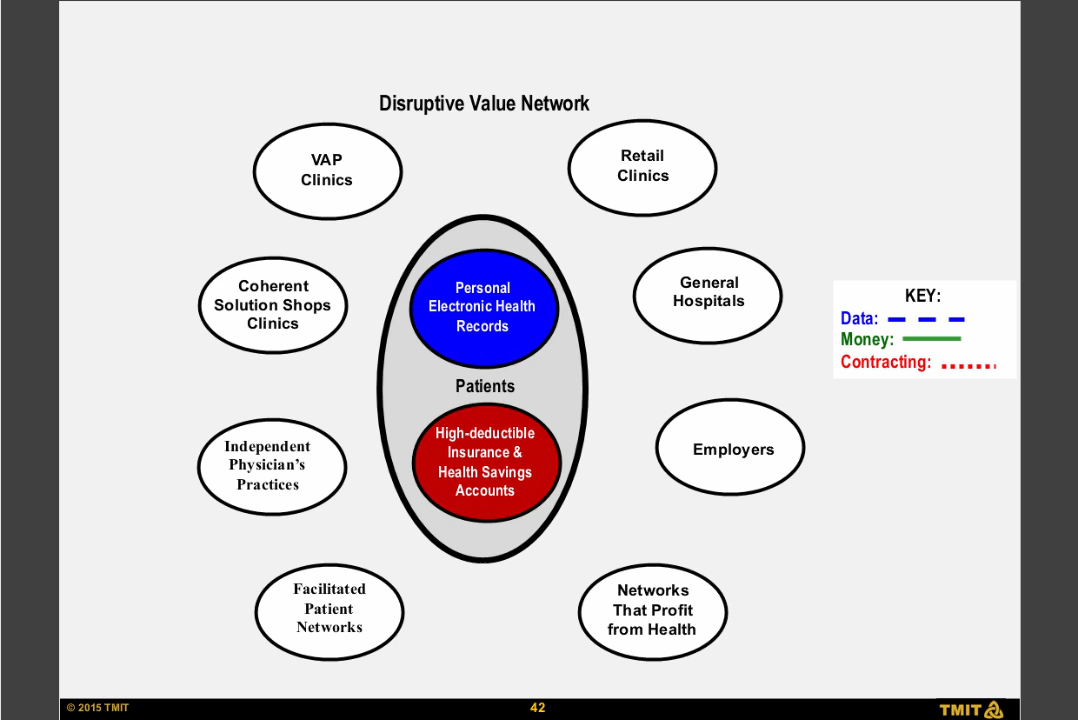 Disruptive Value Network
VAP
Clinics
Retail
Clinics
Coherent
Solution Shops
Clinics
Personal
Electronic Health
Records
General
Hospitals
KEY:
Data:
Money:
Contracting:
Patients
High-deductible
Insurance &
Health Savings
Accounts
Independent
Physician’s
Practices
Employers
Facilitated
Patient
Networks
Networks
That Profit
from Health
© 2015 TMIT
42
TMIT